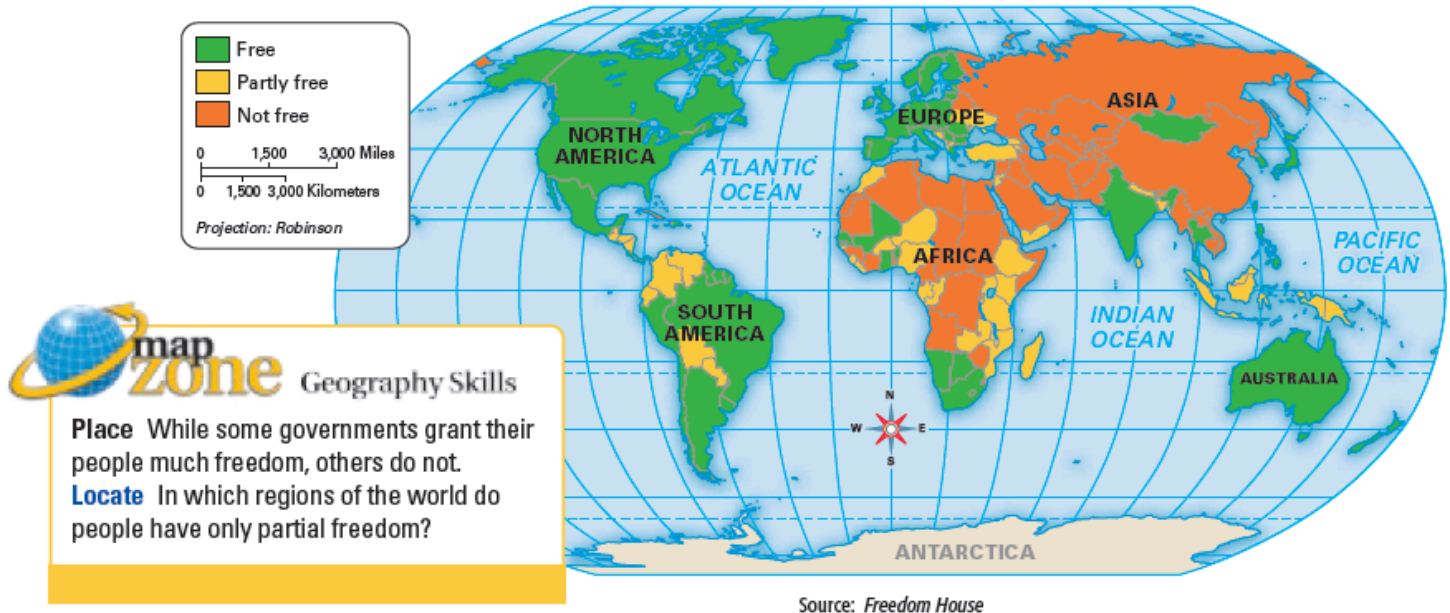 Free
Partly free
Not free
0 1,500 3,000 Miles
0 1,500 3,000 Kilometers
Projection: Robinson
NORTH
AMERICA
ATLANTIC
OCEAN
EUROPE
ASIA
AFRICA
SOUTH
AMERICA
INDIAN
OCEAN
PACIFIC
OCEAN
AUSTRALIA
N
W E
S
ANTARCTICA
map
zone Geography Skills
Place While some governments grant their
people much freedom, others do not.
Locate In which regions of the world do
people have only partial freedom?
Source: Freedom House